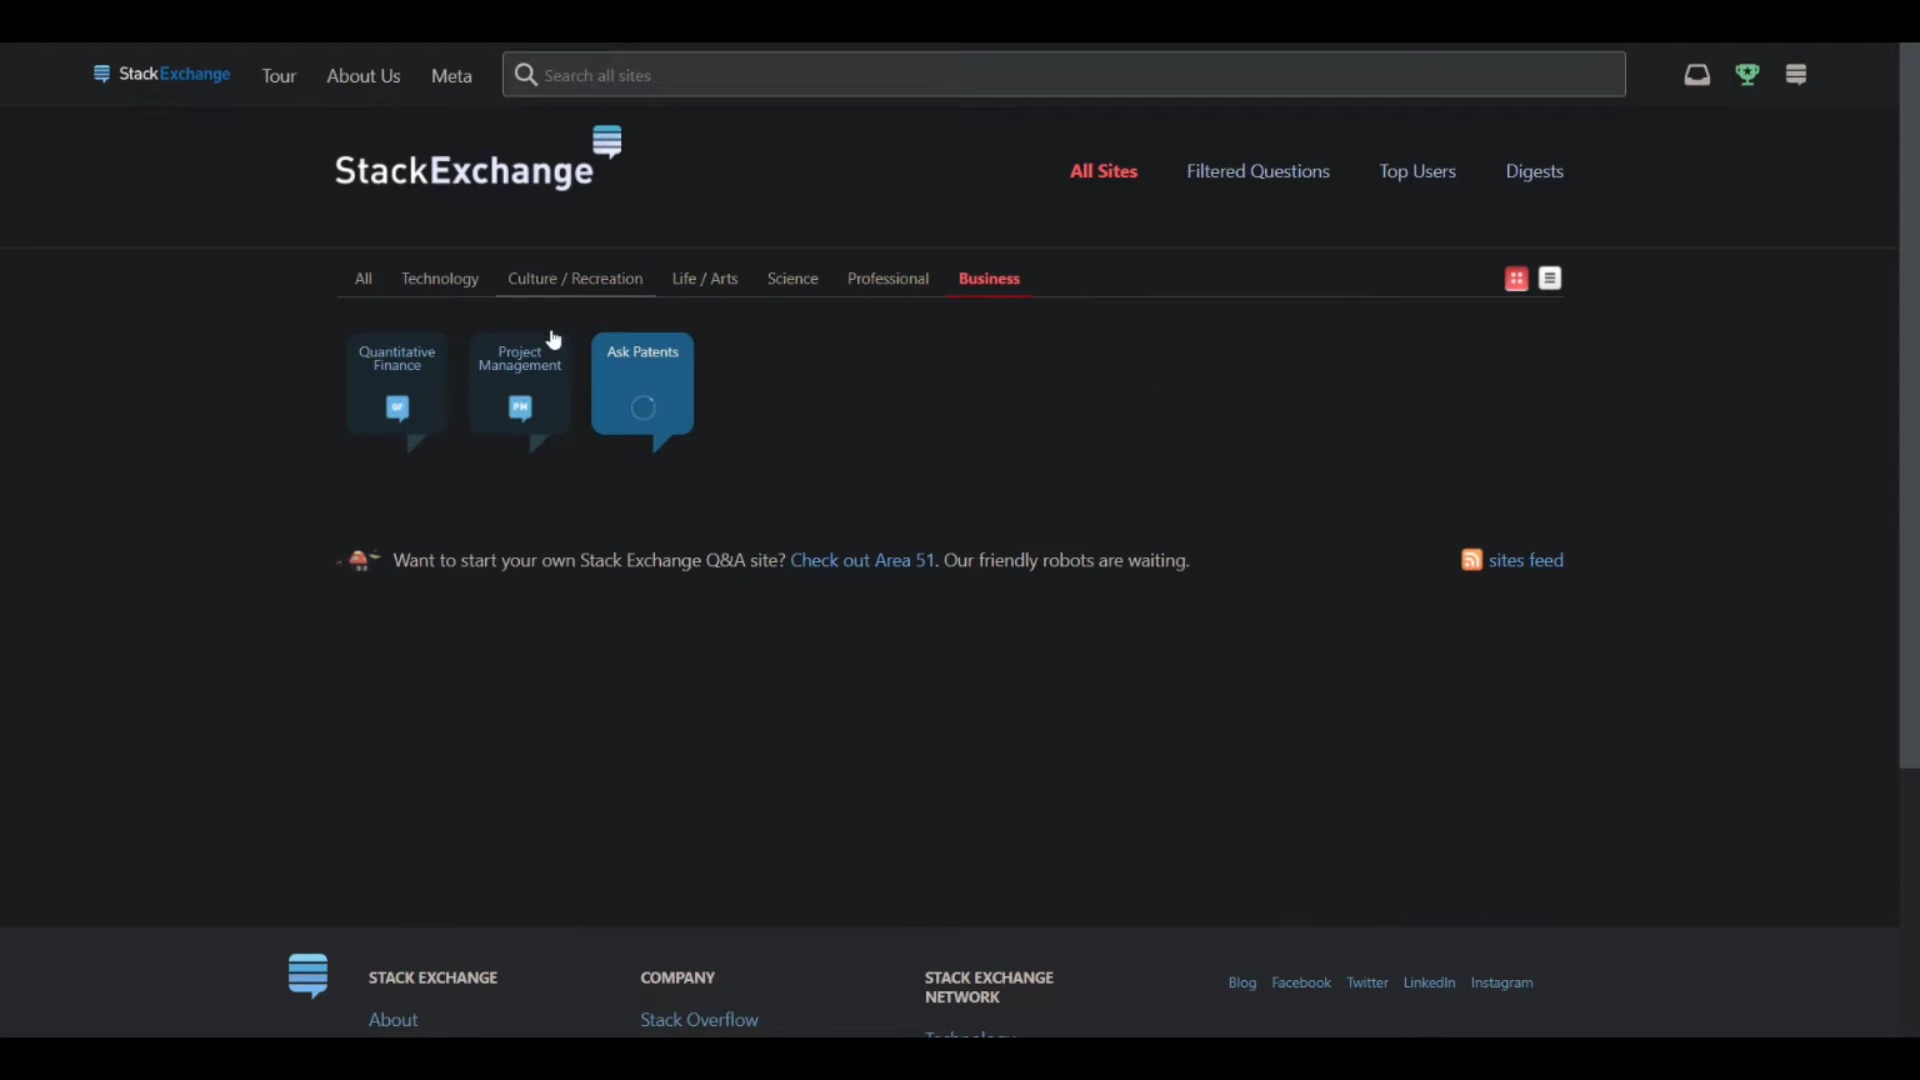 StackExchange
Tour
About Us
Meta
Search all sites
StackExchange
All Sites
Filtered Questions
Top Users
Digests
All
Technology
Culture / Recreation
Life / Arts
Science
Professional
Business
Quantitative
Finance
QF
Project
Management
PM
Ask Patents
Want to start your own Stack Exchange Q&A site? Check out Area 51. Our friendly robots are waiting.
sites feed
STACK EXCHANGE
About
COMPANY
Stack Overflow
STACK EXCHANGE
NETWORK
Technology
Blog
Facebook
Twitter
LinkedIn
Instagram